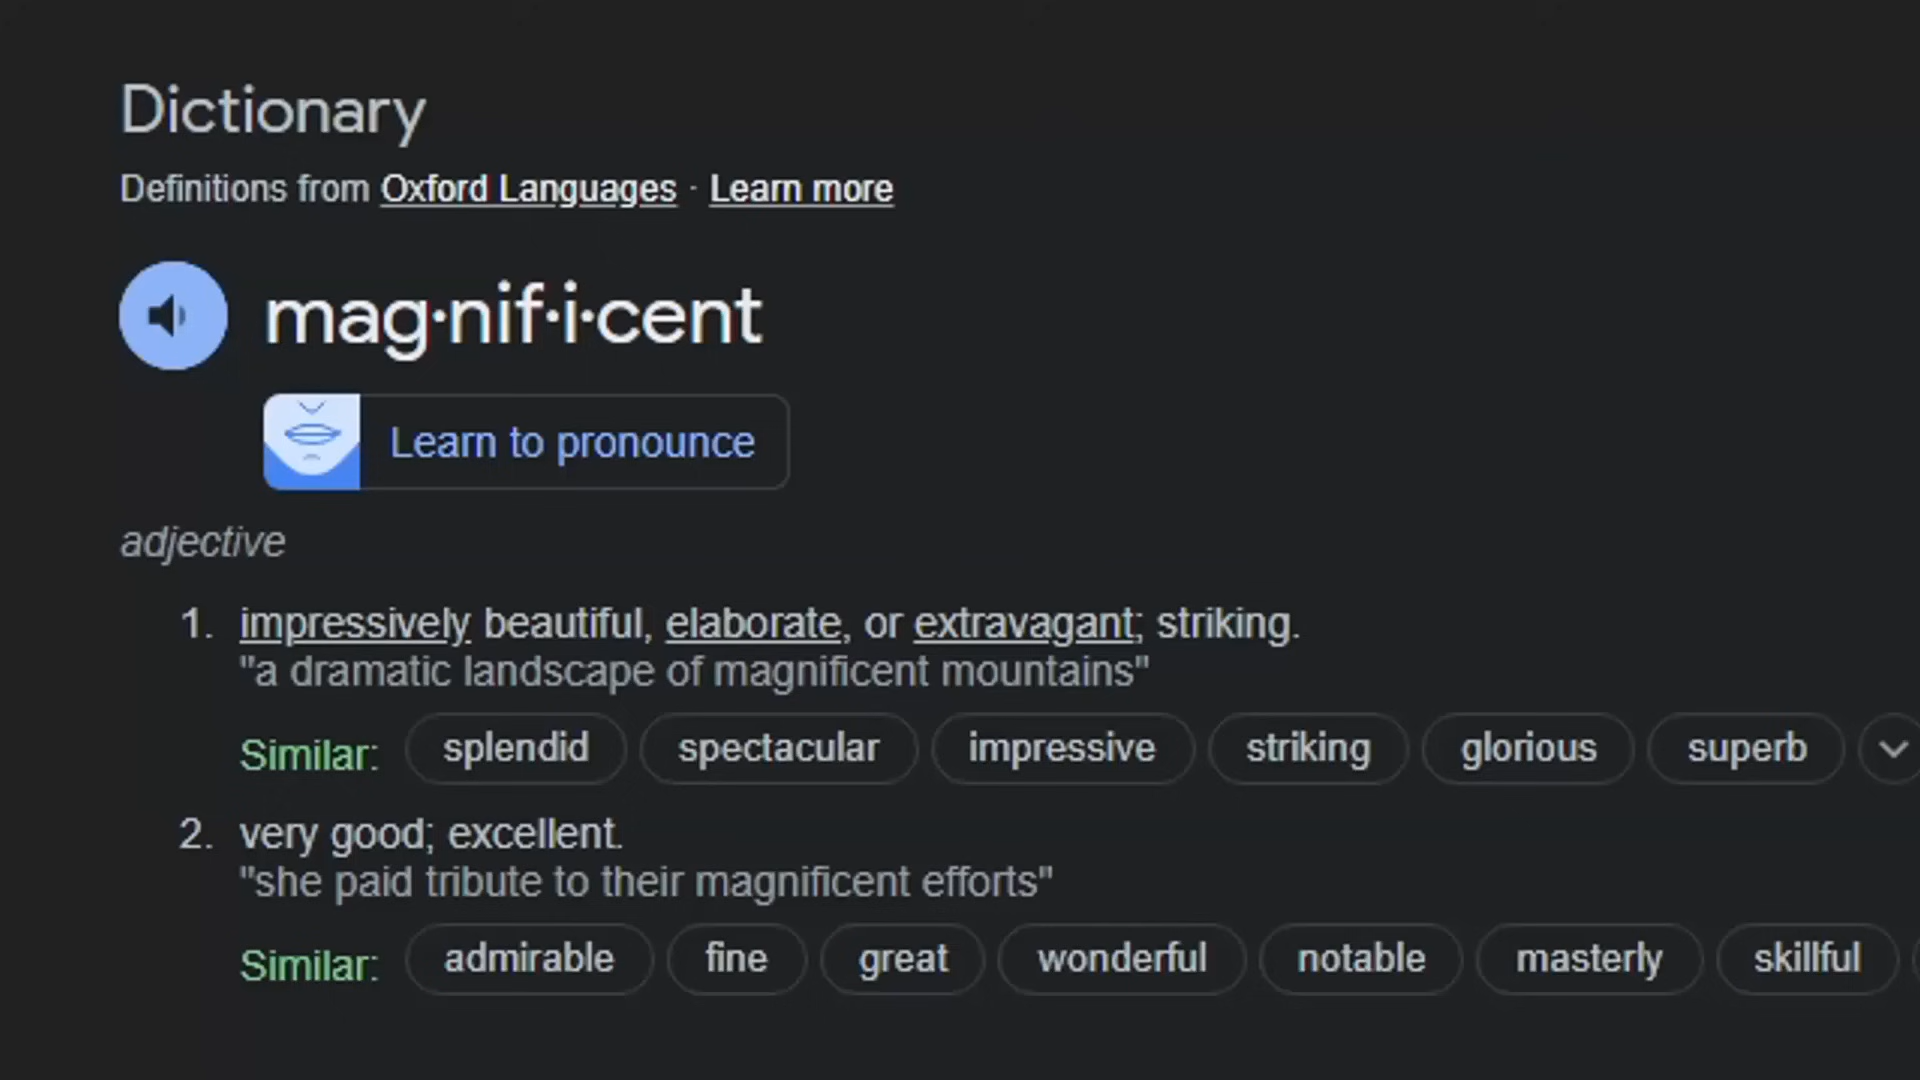 Dictionary
Definitions from Oxford Languages · Learn more
mag·nif·i·cent
Learn to pronounce
adjective
1. impressively beautiful, elaborate, or extravagant; striking.
"a dramatic landscape of magnificent mountains"
Similar: splendid spectacular impressive striking glorious superb
2. very good; excellent.
"she paid tribute to their magnificent efforts"
Similar: admirable fine great wonderful notable masterly skillful